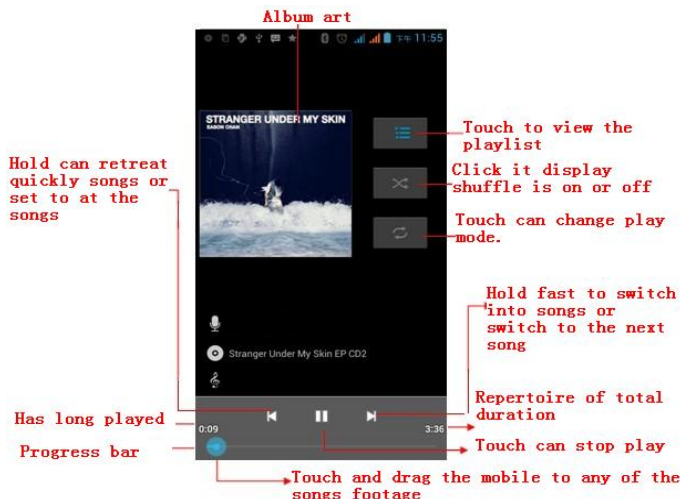 Album art
下午 11:55
STRANGER UNDER MY SKIN
EASON CHAN
Touch to view the
playlist
Hold can retreat
quickly songs or
set to at the
songs
Click it display
shuffle is on or off
Touch can change play
mode.
Hold fast to switch
into songs or
switch to the next
song
Stranger Under My Skin EP CD2
Repertoire of total
duration
Has long played
0:09
3:36
Progress bar
Touch can stop play
Touch and drag the mobile to any of the
songs footage